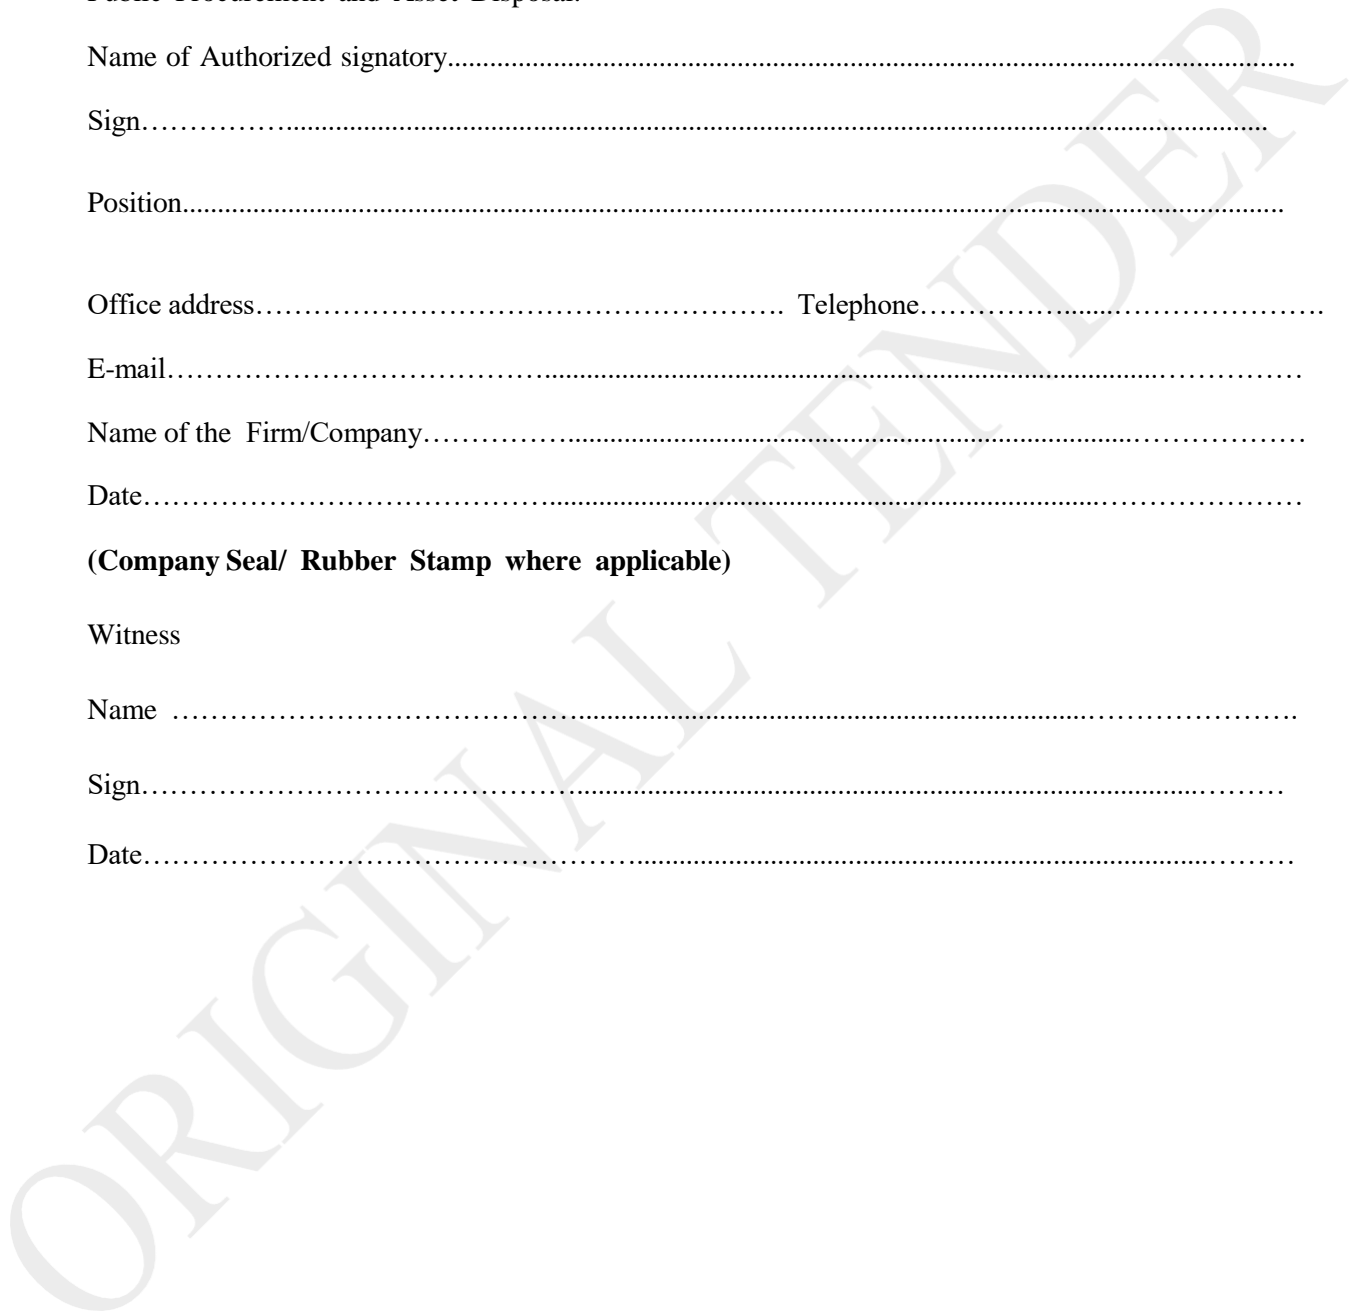 Public Procurement and Asset Disposal.
Name of Authorized signatory..........................................................................................................................
Sign……………..............................................................................................................................................
Position.............................................................................................................................................................
Office address………………………………………………. Telephone…………….......………………….
E-mail…………………………………......................................................................................……………
Name of the Firm/Company……………................................................................................………………
Date……………………………………..............................................................................…………………
(Company Seal/ Rubber Stamp where applicable)
Witness
Name ……………………………………........................................................................………………….
Sign………………………………………........................................................................................………
Date……………………………………………..................................................................................………
ORIGINAL TENDER